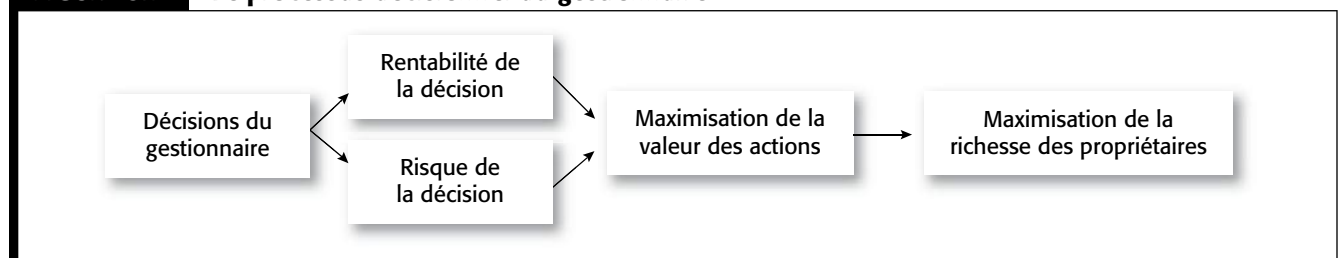 Décisions du
gestionnaire
Rentabilité de
la décision
Risque de
la décision
Maximisation de la
valeur des actions
Maximisation de la
richesse des propriétaires